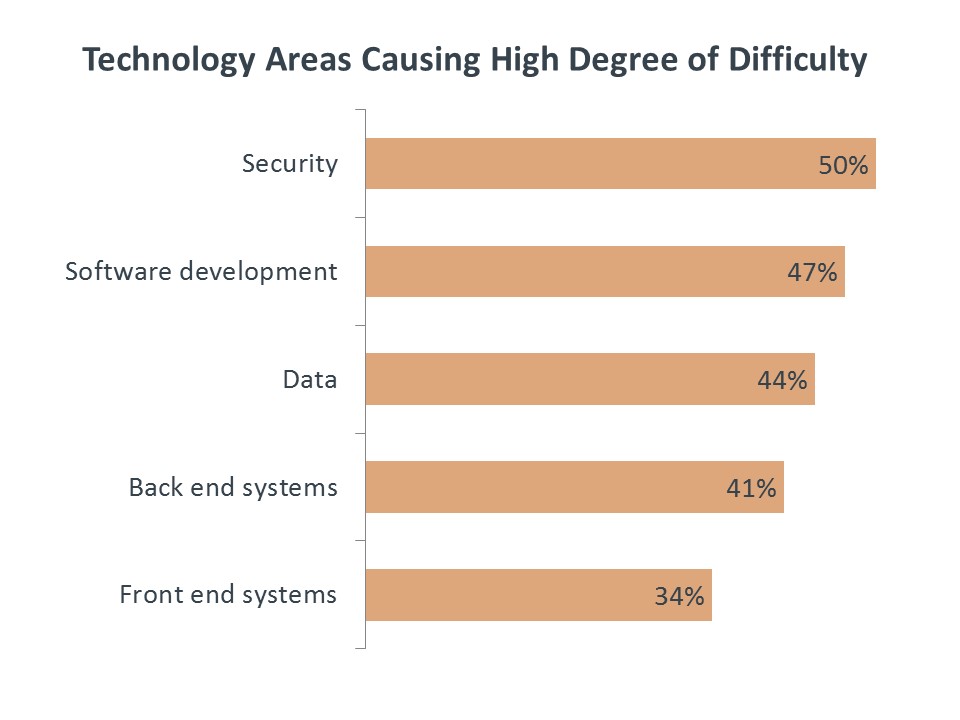 Technology Areas Causing High Degree of Difficulty
Security 50%
Software development 47%
Data 44%
Back end systems 41%
Front end systems 34%